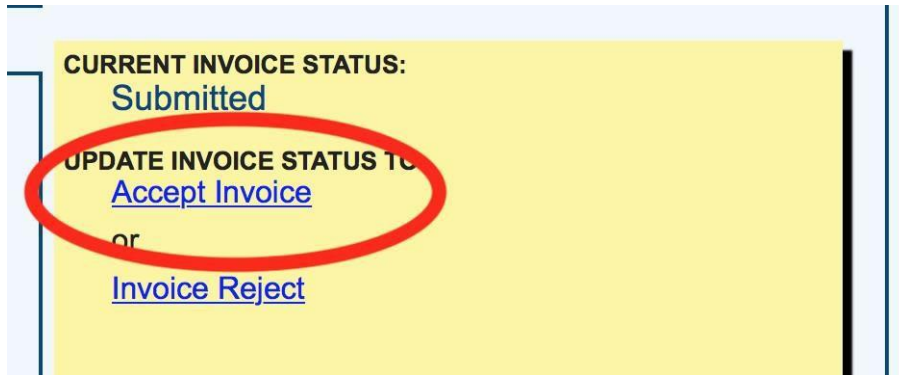 CURRENT INVOICE STATUS:
Submitted
UPDATE INVOICE STATUS TO
Accept Invoice
or
Invoice Reject